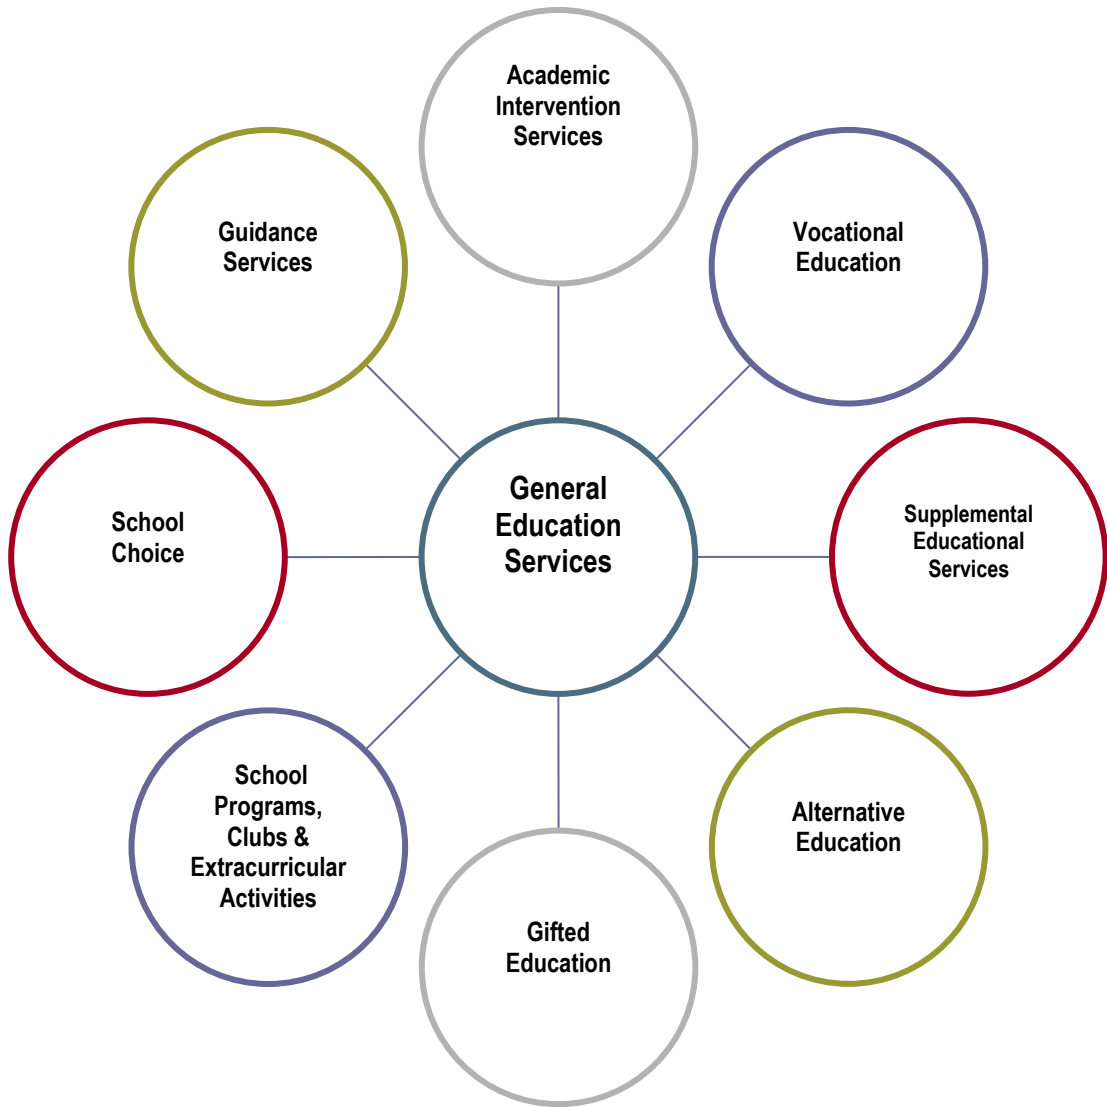 Academic
Intervention
Services
Guidance
Services
Vocational
Education
General
Education
Services
School
Choice
Supplemental
Educational
Services
School
Programs,
Clubs &
Extracurricular
Activities
Alternative
Education
Gifted
Education